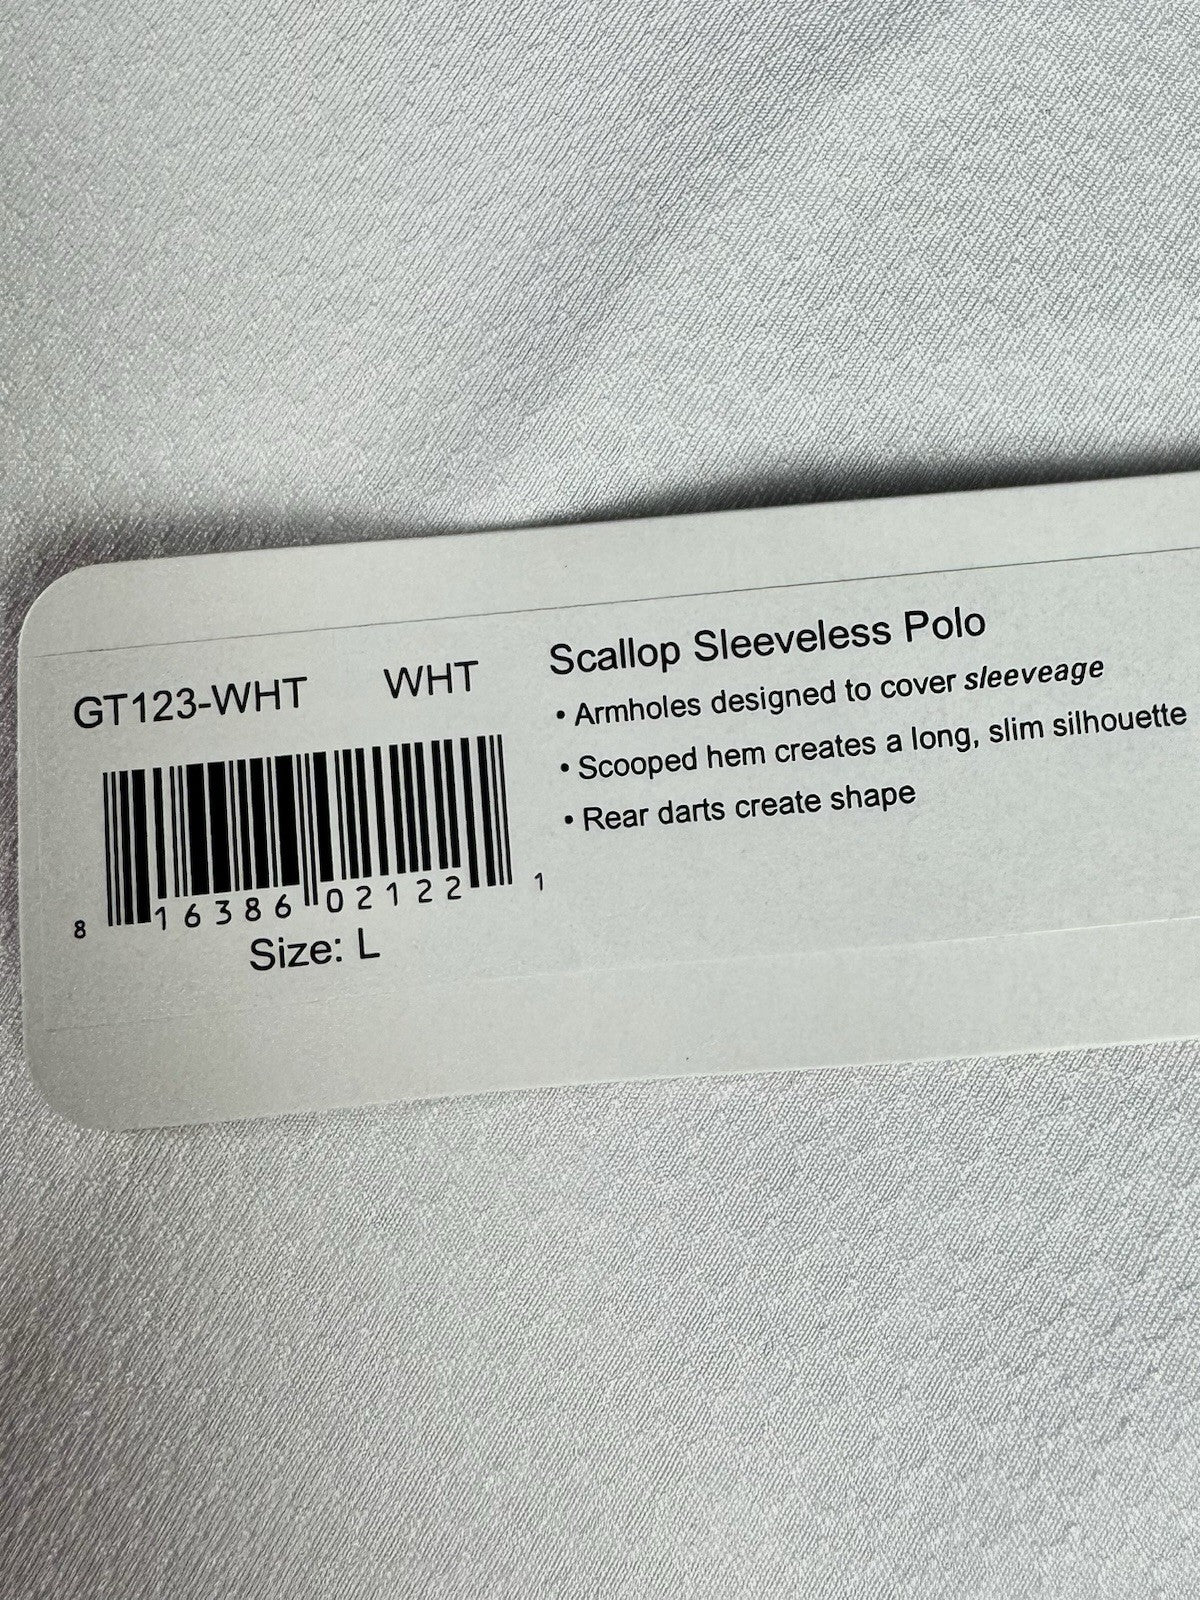 GT123-WHT WHT
8 16386 02122 1
Size: L
Scallop Sleeveless Polo
• Armholes designed to cover sleeveage
• Scooped hem creates a long, slim silhouette
• Rear darts create shape